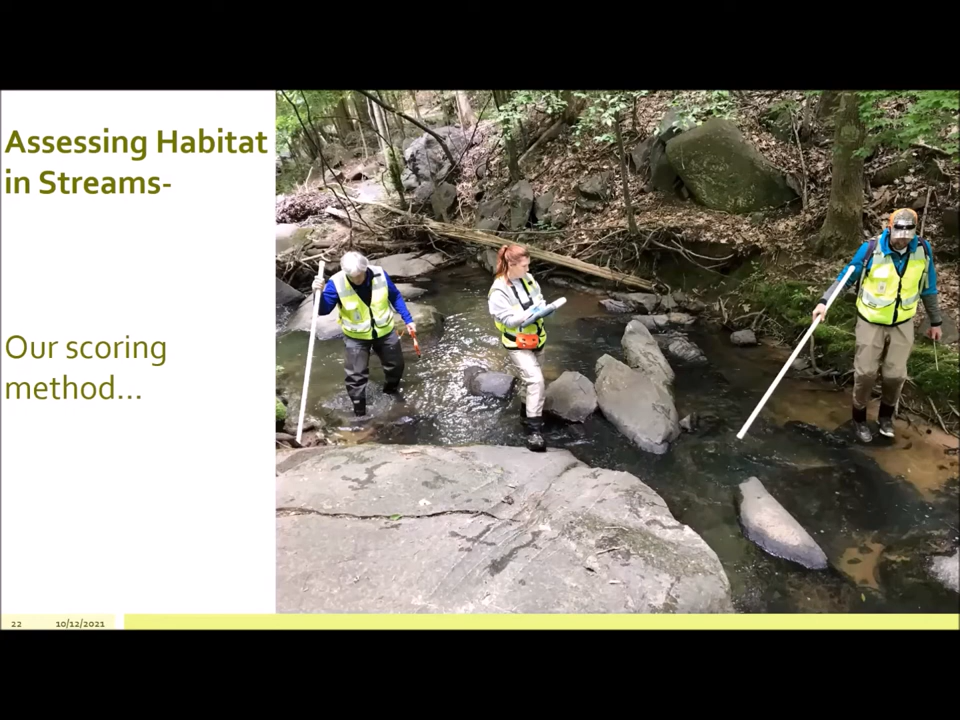 Assessing Habitat
in Streams-
Our scoring
method…
22 10/12/2021